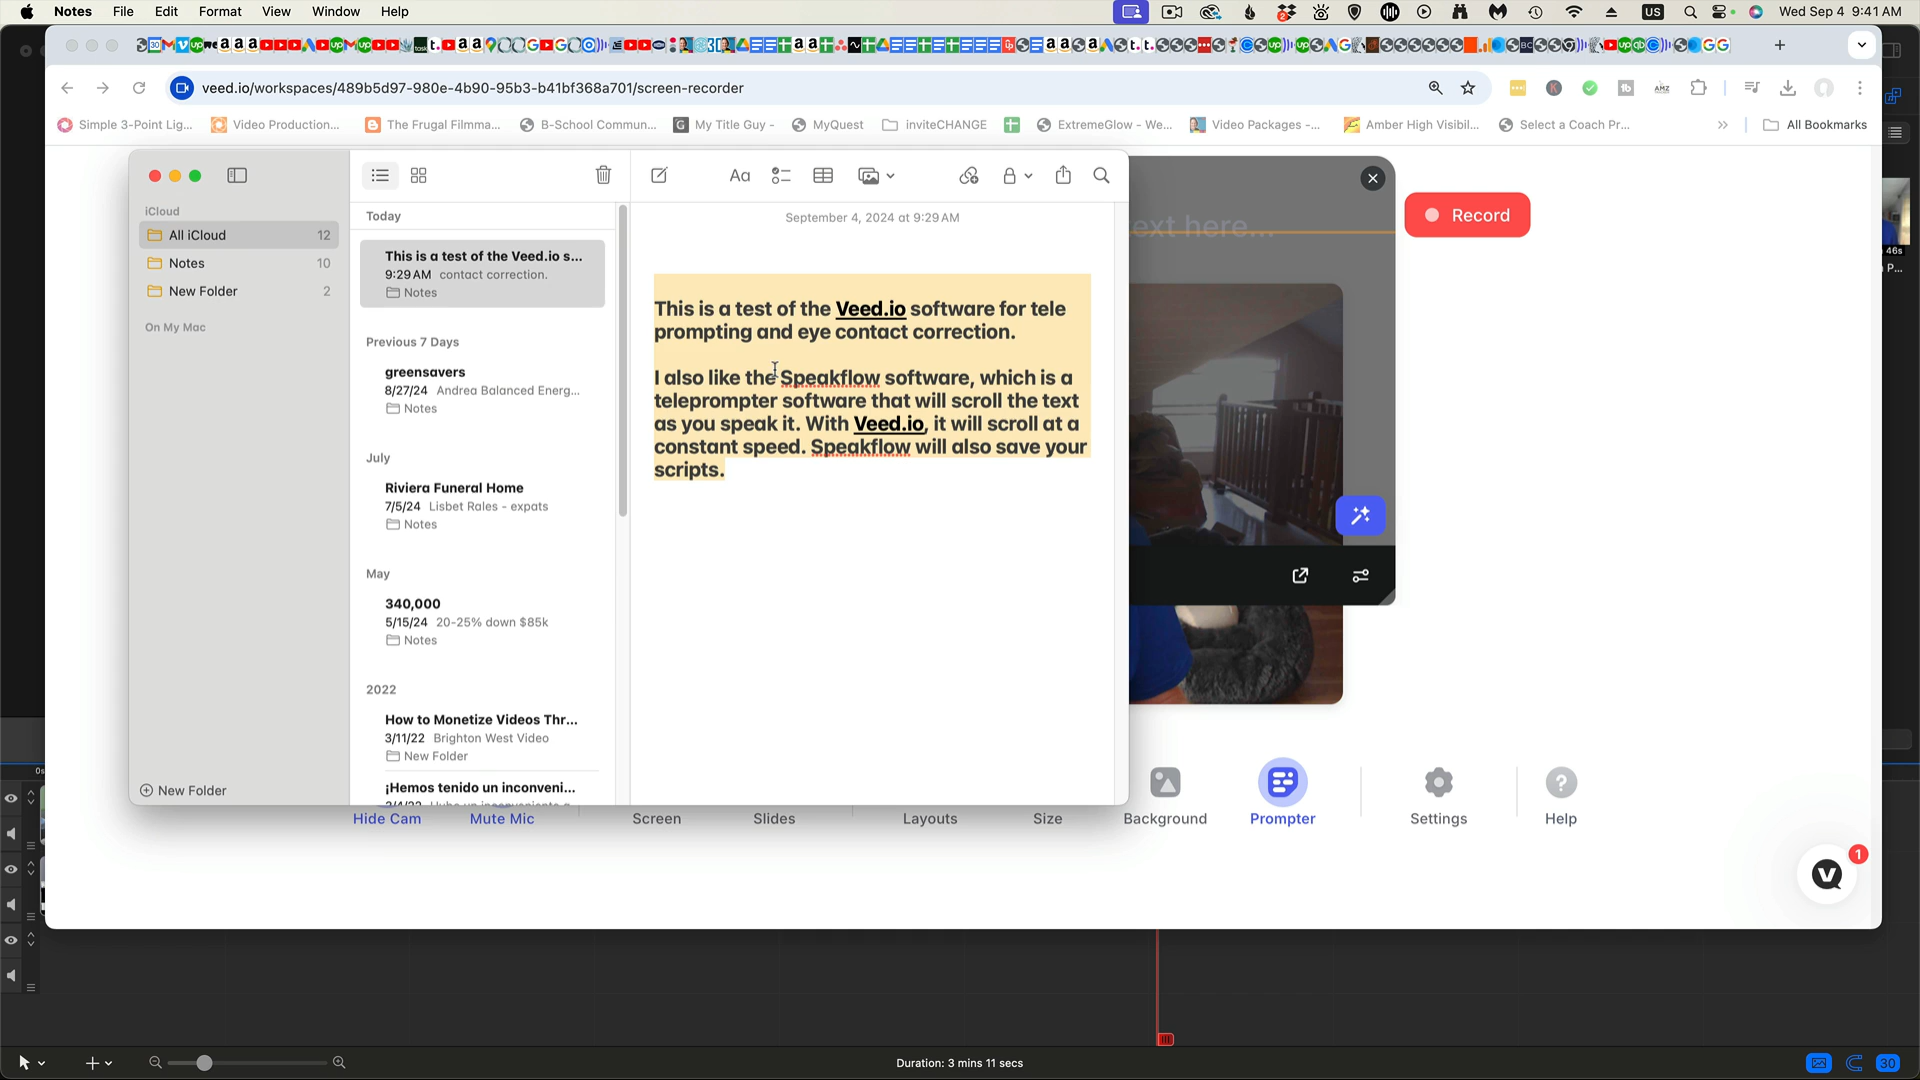 Notes File Edit Format View Window Help US Wed Sep 4 9:41 AM
veed.io/workspaces/489b5d97-980e-4b90-95b3-b41bf368a701/screen-recorder
Simple 3-Point Lig... Video Production... The Frugal Filmma... B-School Commun... My Title Guy - MyQuest inviteCHANGE ExtremeGlow - We... Video Packages -... Amber High Visibil... Select a Coach Pr... » All Bookmarks
iCloud
All iCloud 12
Notes 10
New Folder 2
On My Mac
New Folder
Today
This is a test of the Veed.io s...
9:29 AM contact correction.
Notes
Previous 7 Days
greensavers
8/27/24 Andrea Balanced Energ...
Notes
July
Riviera Funeral Home
7/5/24 Lisbet Rales - expats
Notes
May
340,000
5/15/24 20-25% down $85k
Notes
2022
How to Monetize Videos Thr...
3/11/22 Brighton West Video
New Folder
¡Hemos tenido un inconveni...
Aa
September 4, 2024 at 9:29 AM
This is a test of the Veed.io software for tele
prompting and eye contact correction.
I also like the Speakflow software, which is a
teleprompter software that will scroll the text
as you speak it. With Veed.io, it will scroll at a
constant speed. Speakflow will also save your
scripts.
ext here...
Record
46s
P...
Hide Cam Mute Mic Screen Slides Layouts Size Background Prompter Settings Help
1
0s
Duration: 3 mins 11 secs
30